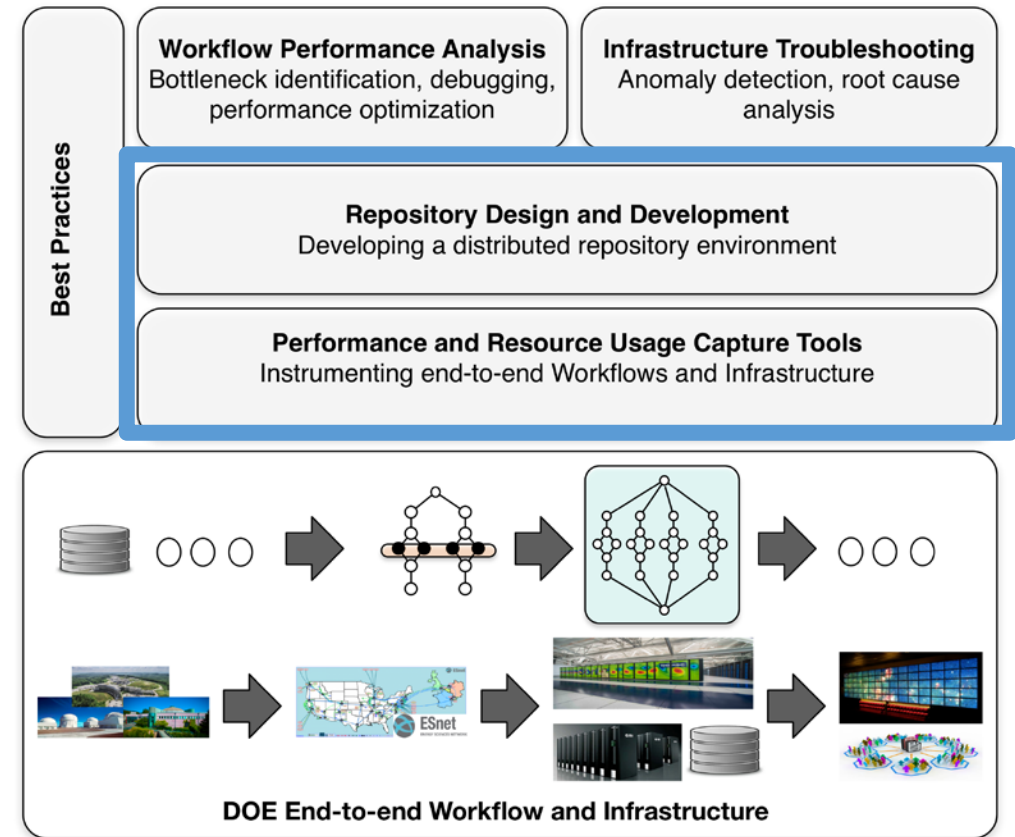 Best Practices
Workflow Performance Analysis
Bottleneck identification, debugging,
performance optimization
Infrastructure Troubleshooting
Anomaly detection, root cause
analysis
Repository Design and Development
Developing a distributed repository environment
Performance and Resource Usage Capture Tools
Instrumenting end-to-end Workflows and Infrastructure
ESnet
DOE End-to-end Workflow and Infrastructure